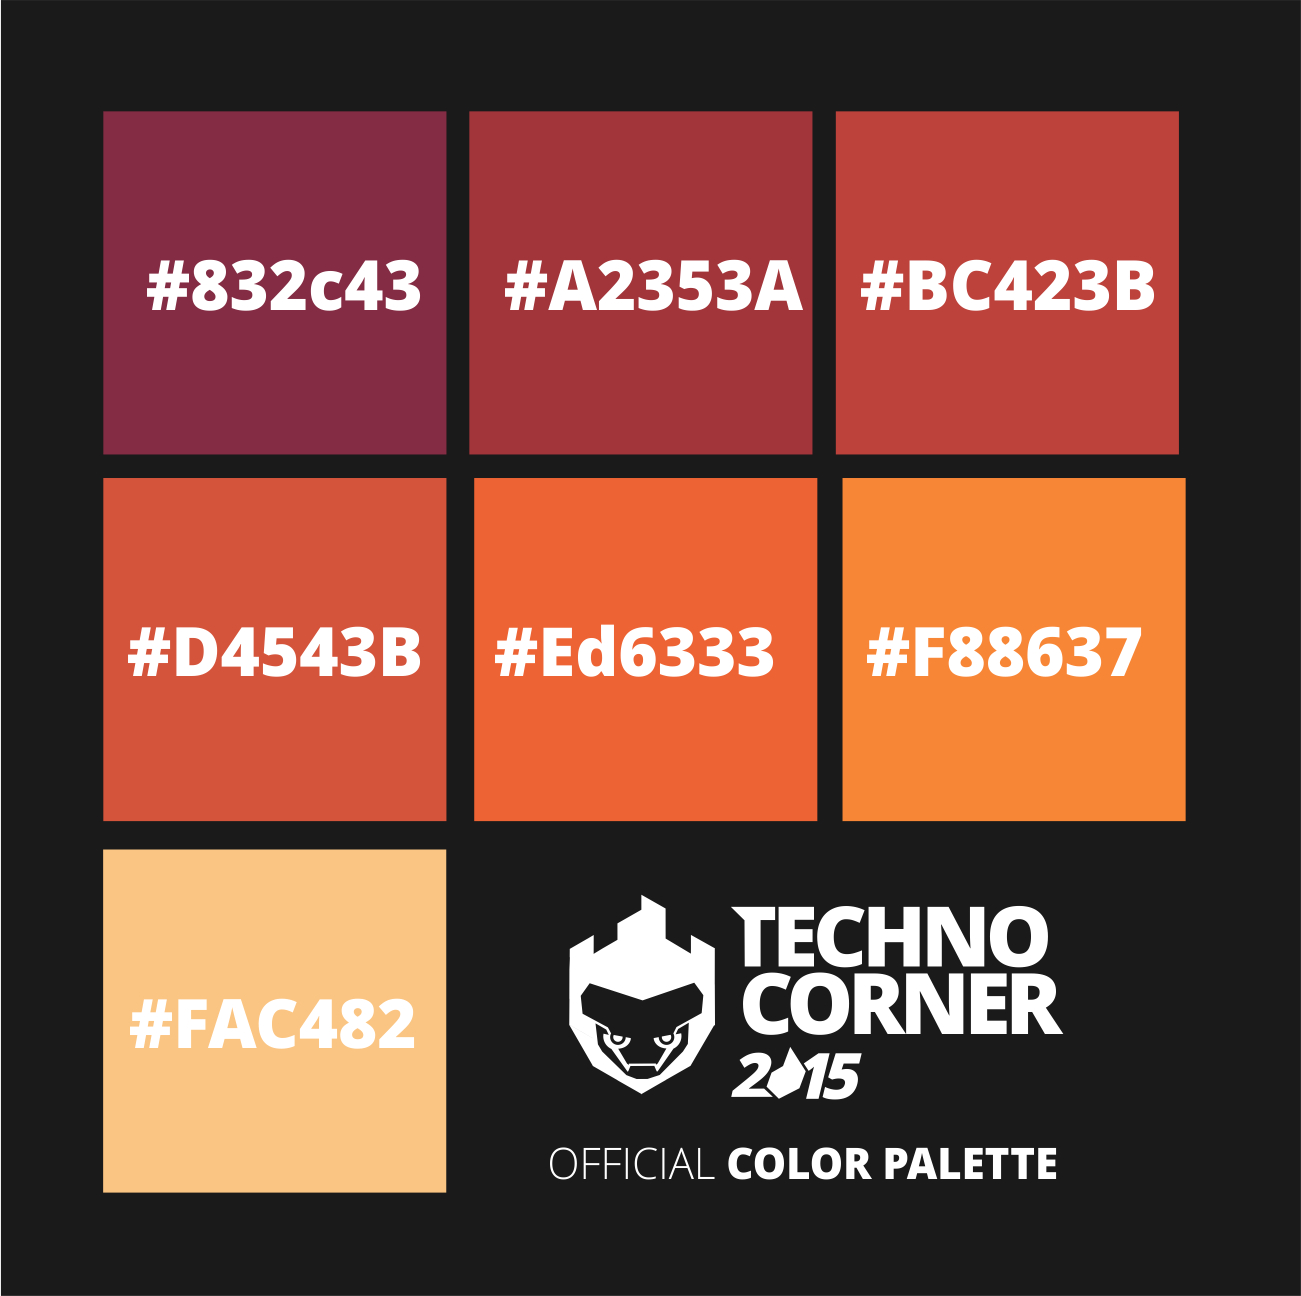 #832c43
#A2353A
#BC423B
#D4543B
#Ed6333
#F88637
#FAC482
TECHNO
CORNER
2015
OFFICIAL COLOR PALETTE